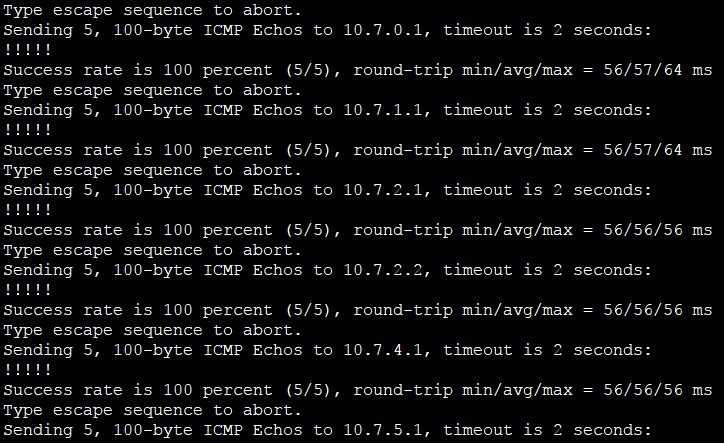 Type escape sequence to abort.
Sending 5, 100-byte ICMP Echos to 10.7.0.1, timeout is 2 seconds:
!!!!!
Success rate is 100 percent (5/5), round-trip min/avg/max = 56/57/64 ms
Type escape sequence to abort.
Sending 5, 100-byte ICMP Echos to 10.7.1.1, timeout is 2 seconds:
!!!!!
Success rate is 100 percent (5/5), round-trip min/avg/max = 56/57/64 ms
Type escape sequence to abort.
Sending 5, 100-byte ICMP Echos to 10.7.2.1, timeout is 2 seconds:
!!!!!
Success rate is 100 percent (5/5), round-trip min/avg/max = 56/56/56 ms
Type escape sequence to abort.
Sending 5, 100-byte ICMP Echos to 10.7.2.2, timeout is 2 seconds:
!!!!!
Success rate is 100 percent (5/5), round-trip min/avg/max = 56/56/56 ms
Type escape sequence to abort.
Sending 5, 100-byte ICMP Echos to 10.7.4.1, timeout is 2 seconds:
!!!!!
Success rate is 100 percent (5/5), round-trip min/avg/max = 56/56/56 ms
Type escape sequence to abort.
Sending 5, 100-byte ICMP Echos to 10.7.5.1, timeout is 2 seconds: